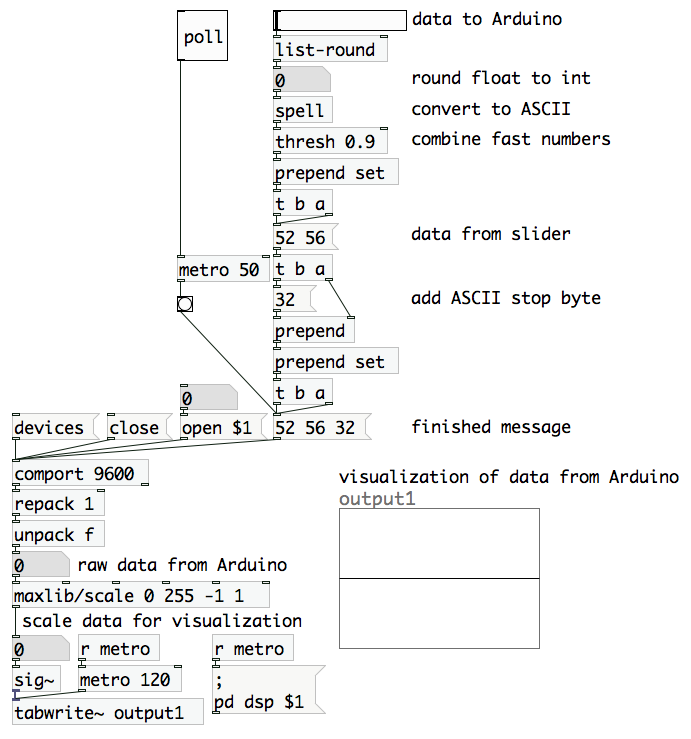 poll
data to Arduino
list-round
0
round float to int
spell
convert to ASCII
thresh 0.9
combine fast numbers
prepend set
t b a
52 56
data from slider
metro 50
t b a
32
add ASCII stop byte
prepend
prepend set
0
t b a
devices
close
open $1
52 56 32
finished message
comport 9600
visualization of data from Arduino
output1
repack 1
unpack f
0
raw data from Arduino
maxlib/scale 0 255 -1 1
scale data for visualization
0
r metro
r metro
sig~
metro 120
;
pd dsp $1
tabwrite~ output1